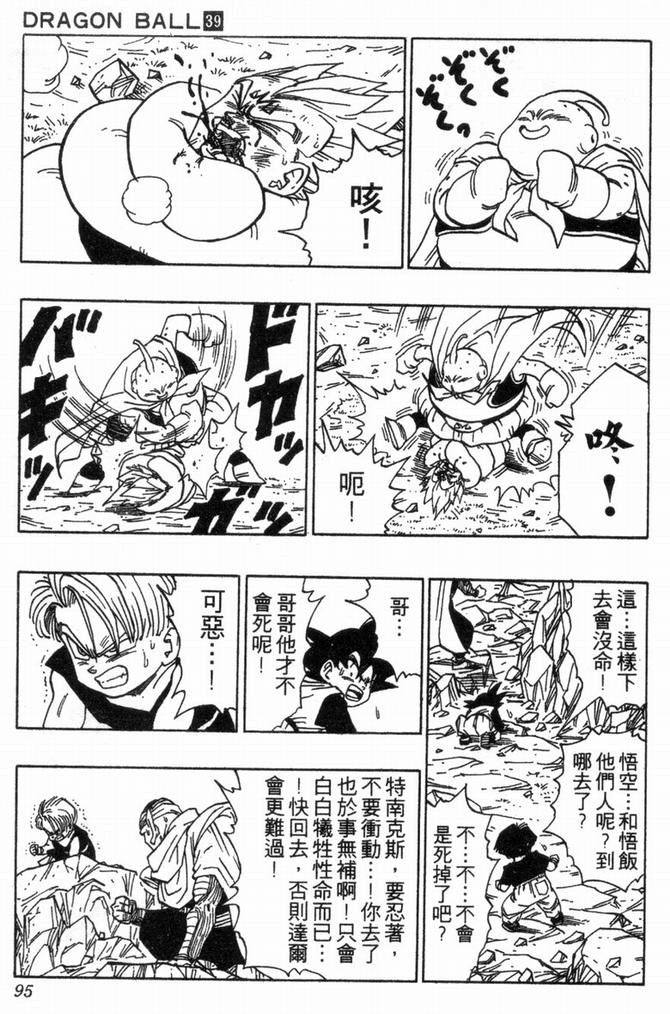 DRAGON BALL 39
ぞくぞくぞくっ
咳！
咚！
呃！
ドカッ
ガッ
バキッ
這…這樣下
去會沒命！
悟空…和悟飯
他們人呢？到
哪去了？
不…不…不會
是死掉了吧？
哥…
哥哥他才不
會死呢！
可惡…！
特南克斯，要忍著，
不要衝動…！你去了
也於事無補啊！只會
白白犧牲性命而已…
！快回去，否則達爾
會更難過！
95